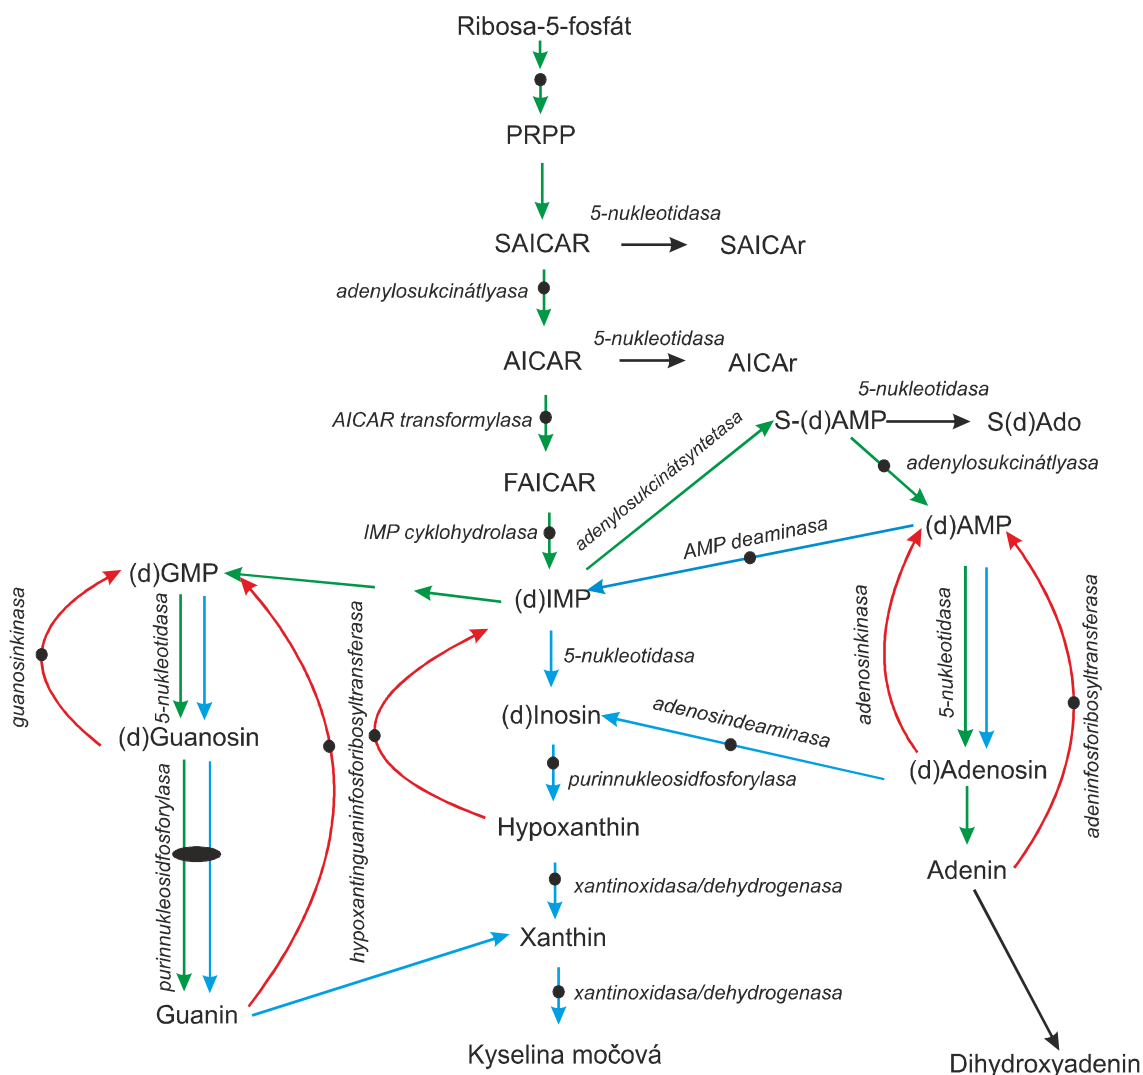 Ribosa-5-fosfát
PRPP
5-nukleotidasa
SAICAR
SAICAr
adenylosukcinátlyasa
5-nukleotidasa
AICAR
AICAr
5-nukleotidasa
AICAR transformylasa
S-(d)AMP
S(d)Ado
adenylosukcinátsyntetasa
adenylosukcinátlyasa
FAICAR
IMP cyklohydrolasa
AMP deaminasa
(d)AMP
(d)GMP
(d)IMP
guanosinkinasa
5-nukleotidasa
hypoxantinguaninfosforibosyltransferasa
5-nukleotidasa
adenosinkinasa
5-nukleotidasa
adeninfosforibosyltransferasa
(d)Guanosin
(d)Inosin
adenosindeaminasa
(d)Adenosin
purinnukleosidfosforylasa
purinnukleosidfosforylasa
Hypoxanthin
Adenin
xantinoxidasa/dehydrogenasa
Xanthin
xantinoxidasa/dehydrogenasa
Guanin
Kyselina močová
Dihydroxyadenin